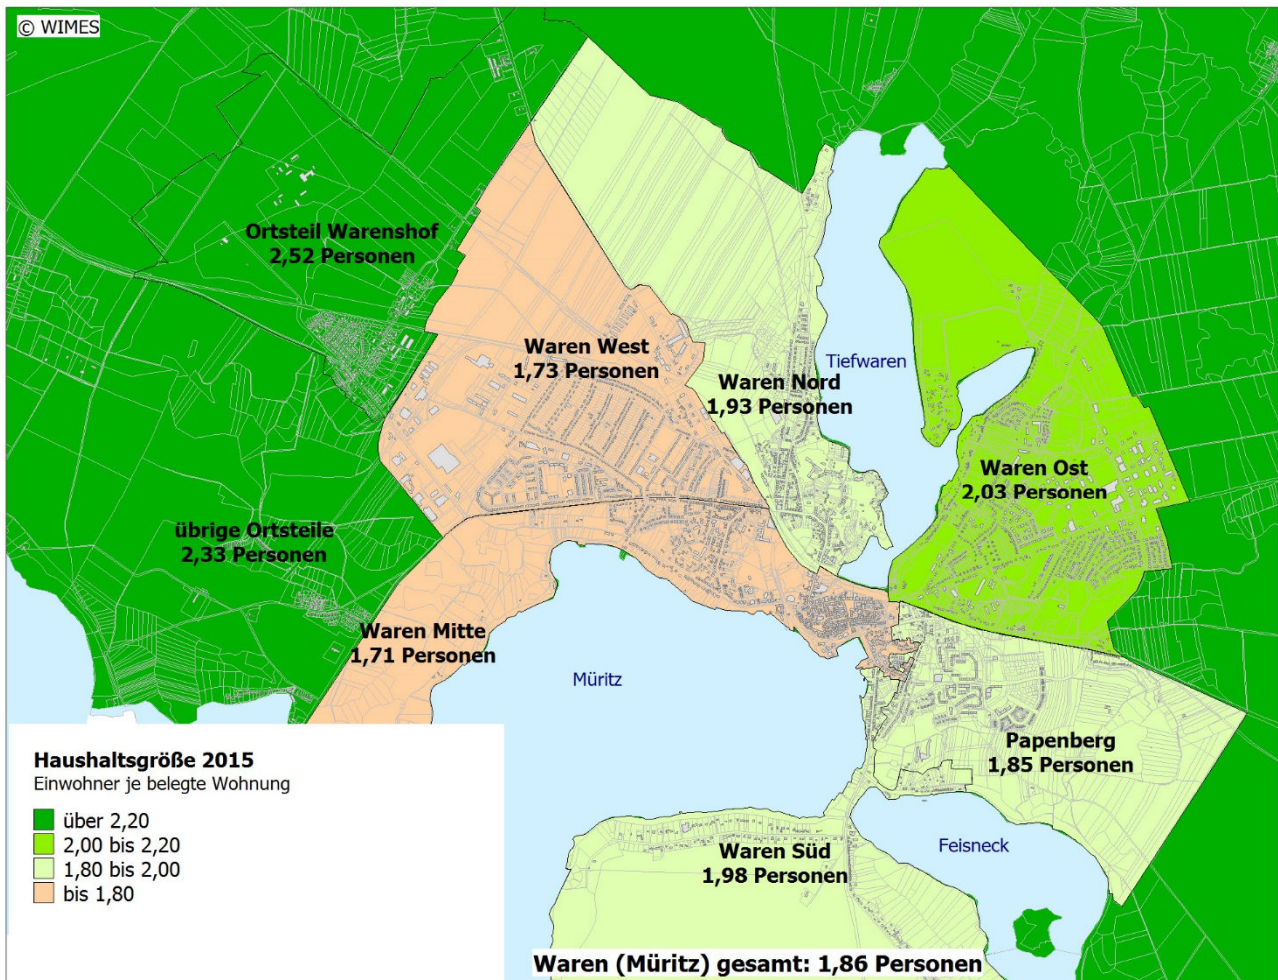 © WIMES
Ortsteil Warenshof
2,52 Personen
Waren West
1,73 Personen
Waren Nord
1,93 Personen
Tiefwaren
Waren Ost
2,03 Personen
übrige Ortsteile
2,33 Personen
Waren Mitte
1,71 Personen
Müritz
Papenberg
1,85 Personen
Feisneck
Waren Süd
1,98 Personen
Haushaltsgröße 2015
Einwohner je belegte Wohnung
über 2,20
2,00 bis 2,20
1,80 bis 2,00
bis 1,80
Waren (Müritz) gesamt: 1,86 Personen